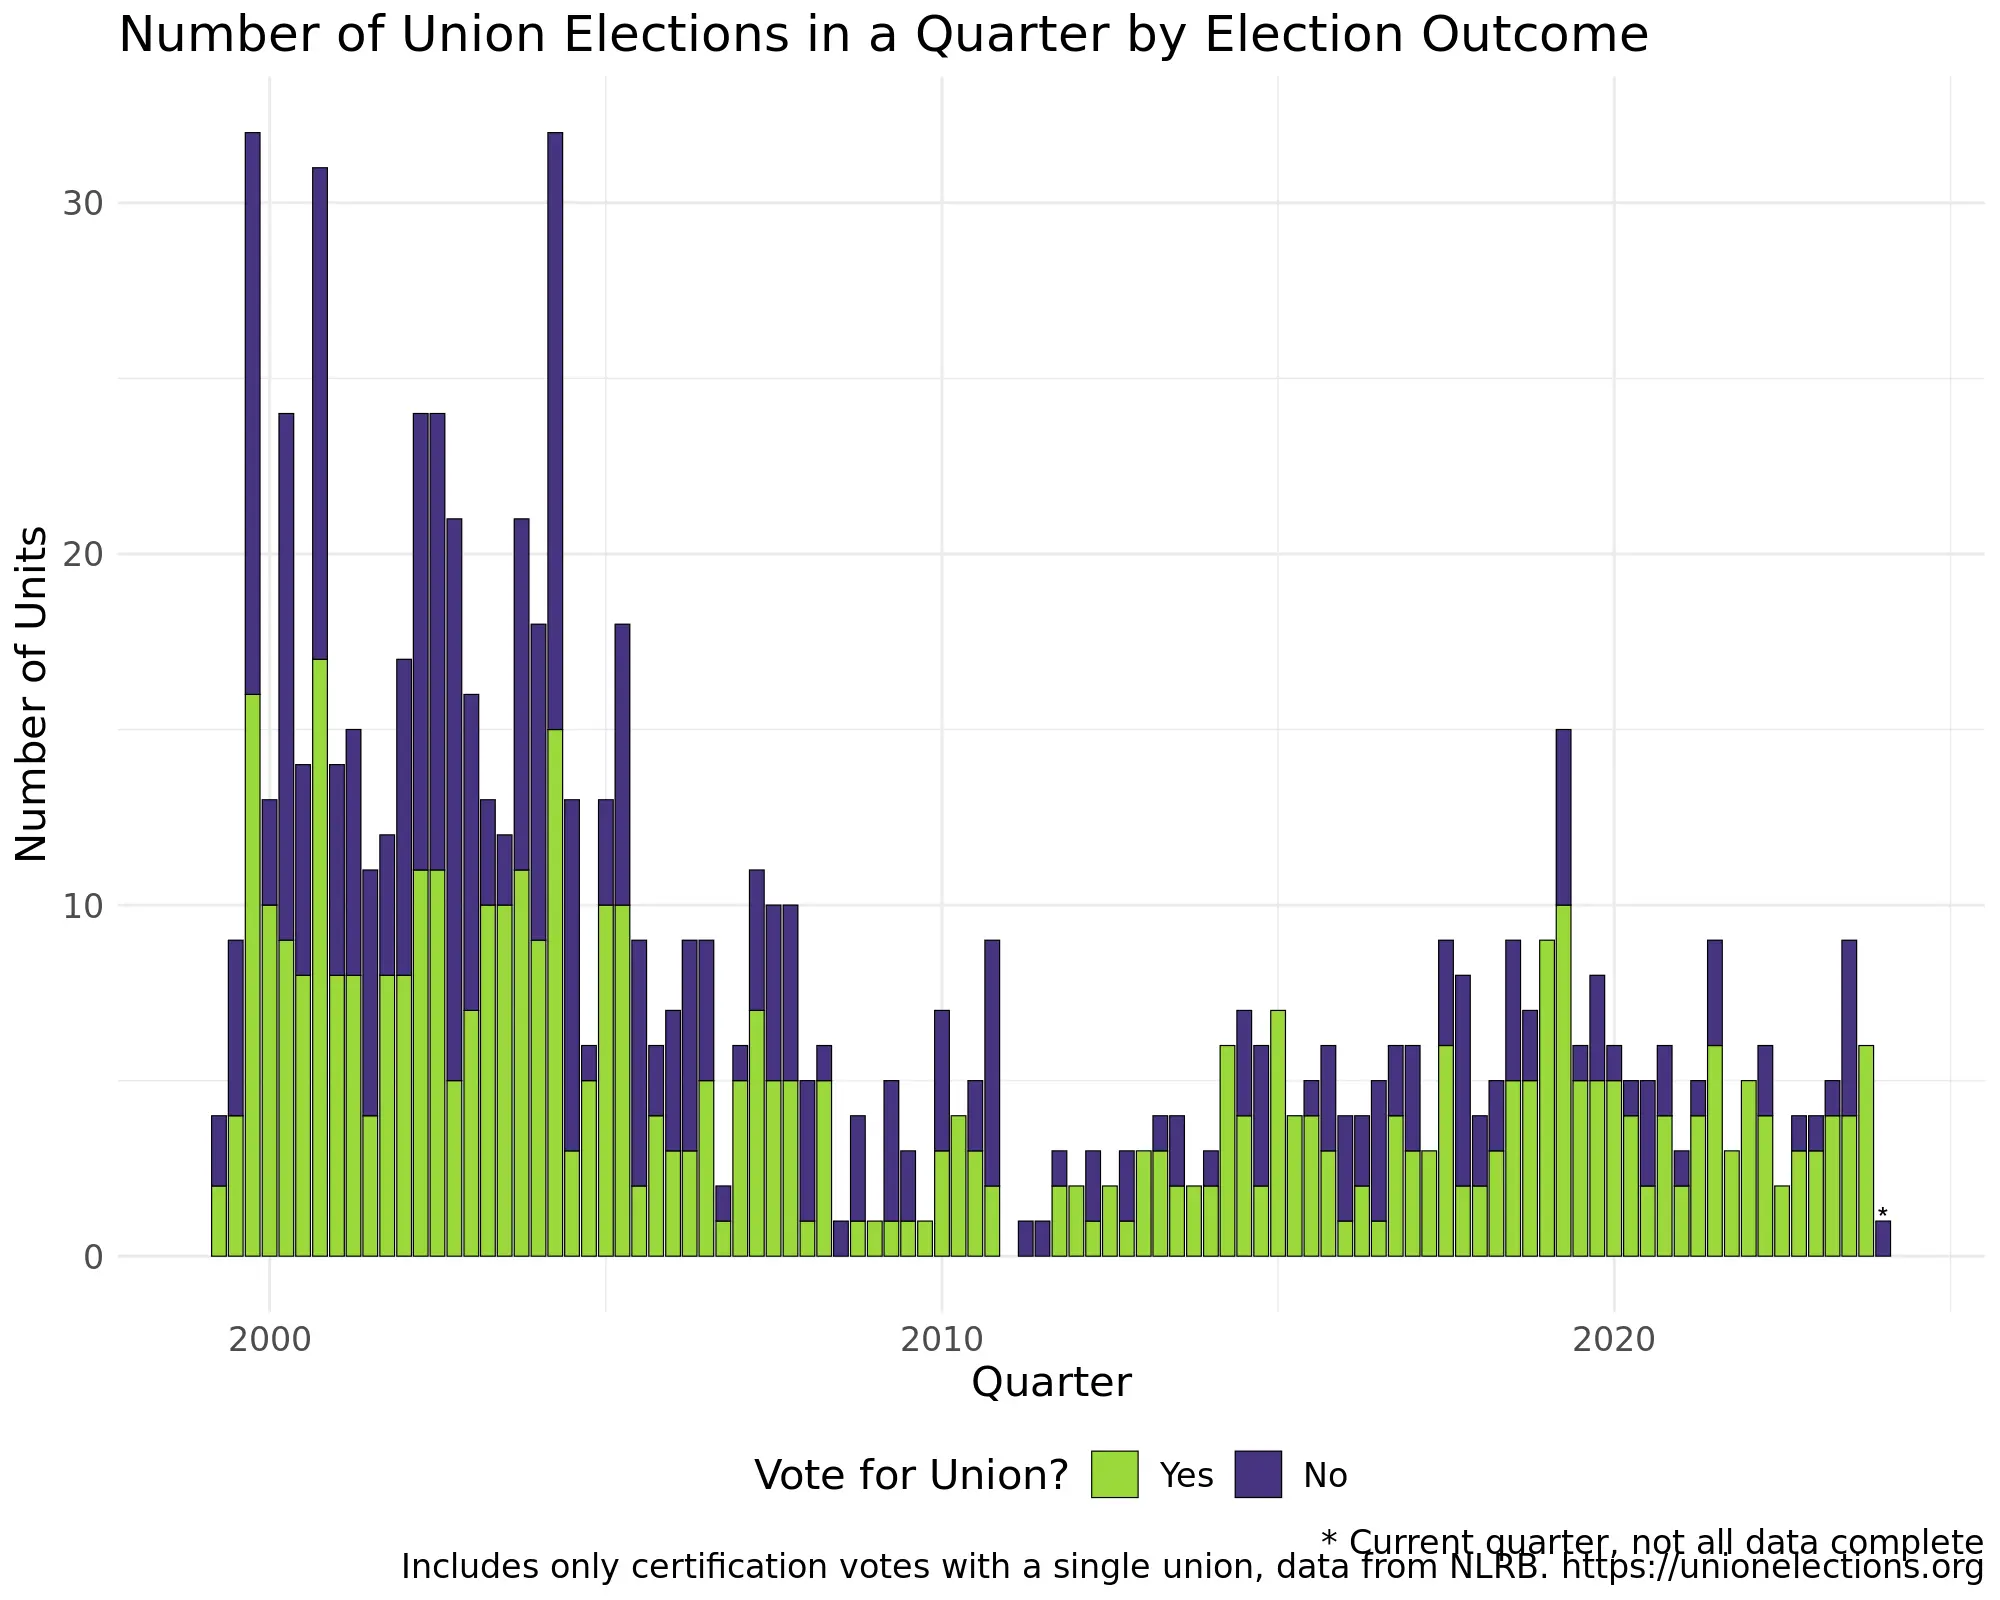 Number of Union Elections in a Quarter by Election Outcome
Number of Units
30
20
10
0
*
2000 2010 2020
Quarter
Vote for Union? Yes No
* Current quarter, not all data complete
Includes only certification votes with a single union, data from NLRB. https://unionelections.org